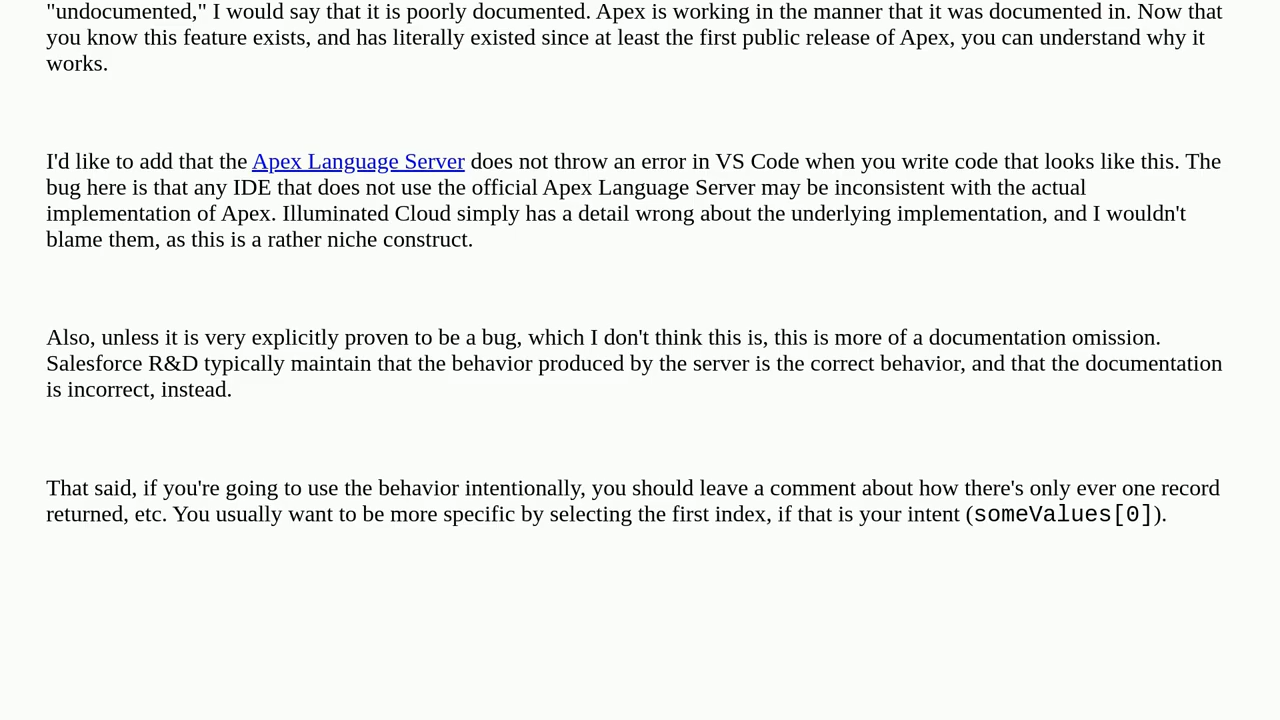 "undocumented," I would say that it is poorly documented. Apex is working in the manner that it was documented in. Now that
you know this feature exists, and has literally existed since at least the first public release of Apex, you can understand why it
works.
I'd like to add that the Apex Language Server does not throw an error in VS Code when you write code that looks like this. The
bug here is that any IDE that does not use the official Apex Language Server may be inconsistent with the actual
implementation of Apex. Illuminated Cloud simply has a detail wrong about the underlying implementation, and I wouldn't
blame them, as this is a rather niche construct.
Also, unless it is very explicitly proven to be a bug, which I don't think this is, this is more of a documentation omission.
Salesforce R&D typically maintain that the behavior produced by the server is the correct behavior, and that the documentation
is incorrect, instead.
That said, if you're going to use the behavior intentionally, you should leave a comment about how there's only ever one record
returned, etc. You usually want to be more specific by selecting the first index, if that is your intent (someValues[0]).